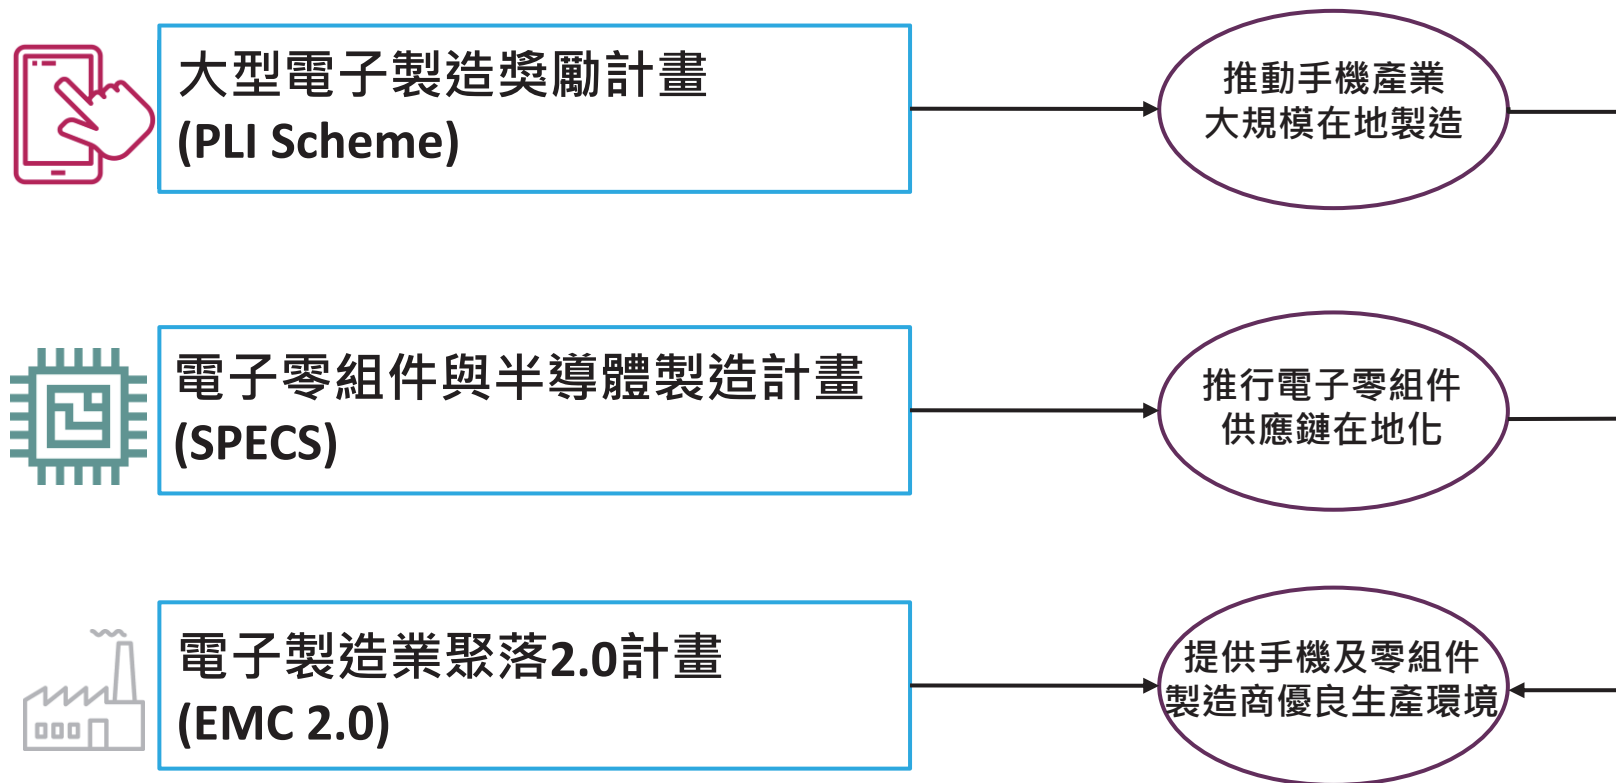 大型電子製造獎勵計畫
(PLI Scheme)
推動手機產業
大規模在地製造
電子零組件與半導體製造計畫
(SPECS)
推行電子零組件
供應鏈在地化
電子製造業聚落2.0計畫
(EMC 2.0)
提供手機及零組件
製造商優良生產環境